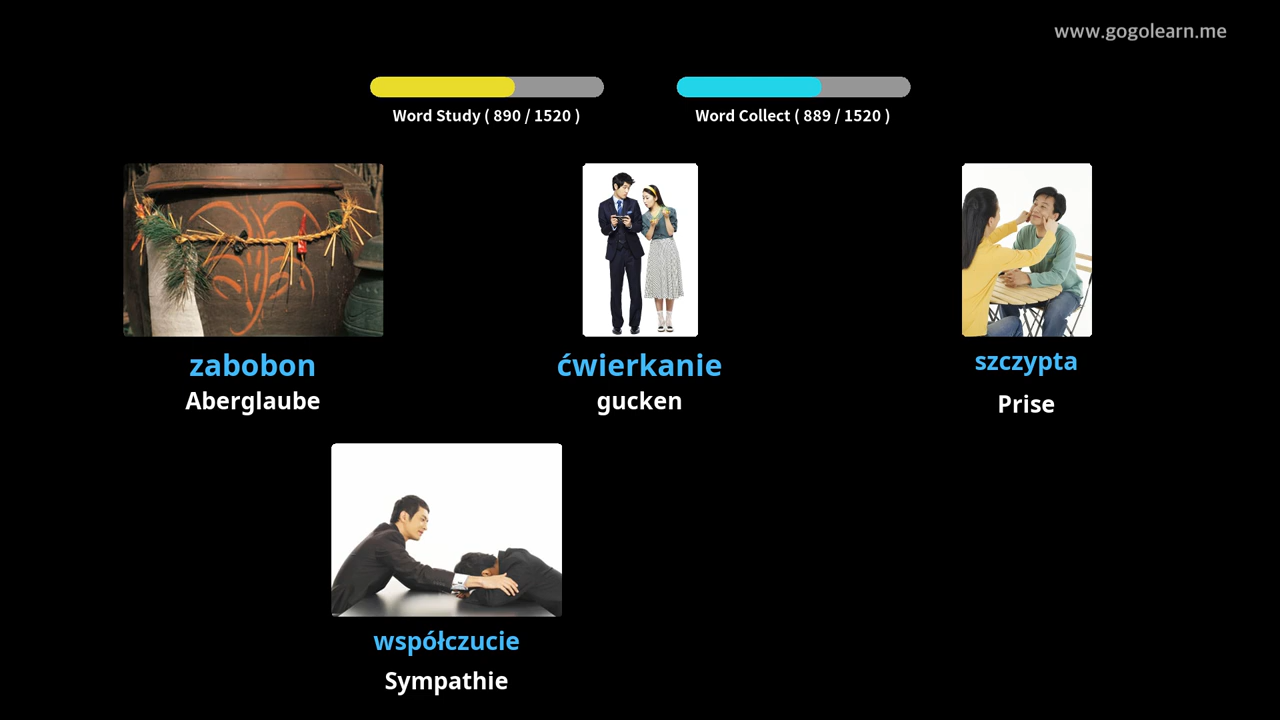 www.gogolearn.me
Word Study ( 890 / 1520 )
Word Collect ( 889 / 1520 )
zabobon
Aberglaube
ćwierkanie
gucken
szczypta
Prise
współczucie
Sympathie